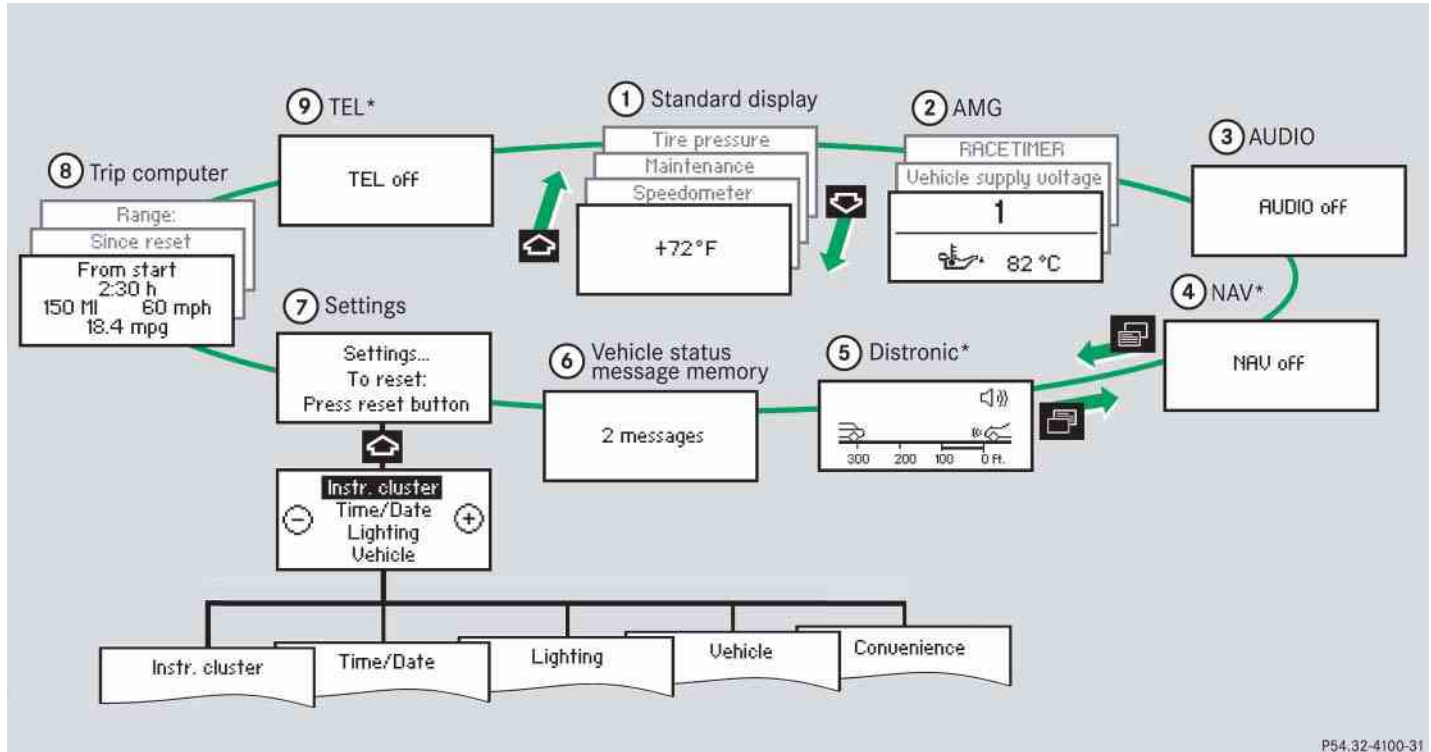 9 TEL*
TEL off
1 Standard display
Tire pressure
Maintenance
Speedometer
+72°F
2 AMG
RACETIMER
Vehicle supply voltage
1
82 °C
3 AUDIO
AUDIO off
4 NAV*
NAV off
5 Distronic*
300 200 100 0 Ft.
6 Vehicle status
message memory
2 messages
7 Settings
Settings...
To reset:
Press reset button
Instr. cluster
Time/Date
Lighting
Vehicle
8 Trip computer
Range:
Since reset
From start
2:30 h
150 MI 60 mph
18.4 mpg
Instr. cluster
Time/Date
Lighting
Vehicle
Convenience
P54.32-4100-31